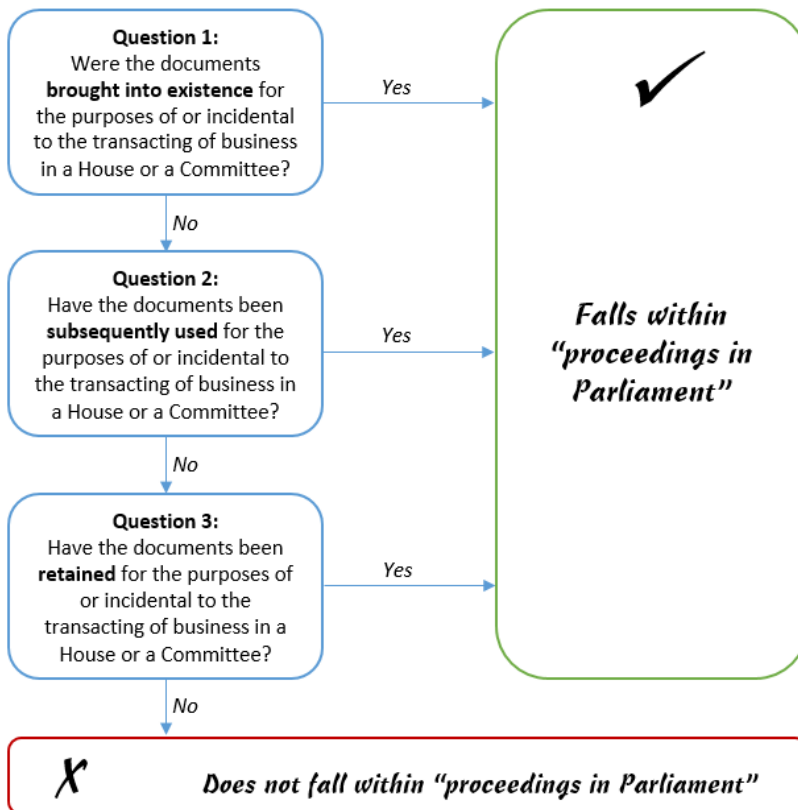 Question 1:
Were the documents
brought into existence for
the purposes of or incidental
to the transacting of business
in a House or a Committee?
Yes
No
Question 2:
Have the documents been
subsequently used for the
purposes of or incidental to
the transacting of business in
a House or a Committee?
Yes
Falls within
“proceedings in
Parliament”
No
Question 3:
Have the documents been
retained for the purposes of
or incidental to the
transacting of business in a
House or a Committee?
Yes
No
Does not fall within “proceedings in Parliament”